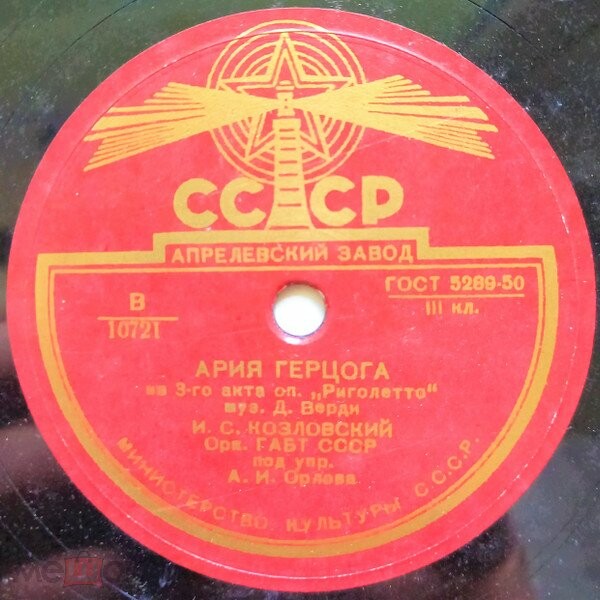 СССР
АПРЕЛЕВСКИЙ ЗАВОД
В
10721
ГОСТ 5289-50
III кл.
АРИЯ ГЕРЦОГА
из 3-го акта оп. „Риголетто"
муз. Д. Верди
И. С. КОЗЛОВСКИЙ
Орк. ГАБТ СССР
под упр.
А. И. Орлова
МИНИСТЕРСТВО КУЛЬТУРЫ С.С.С.Р.